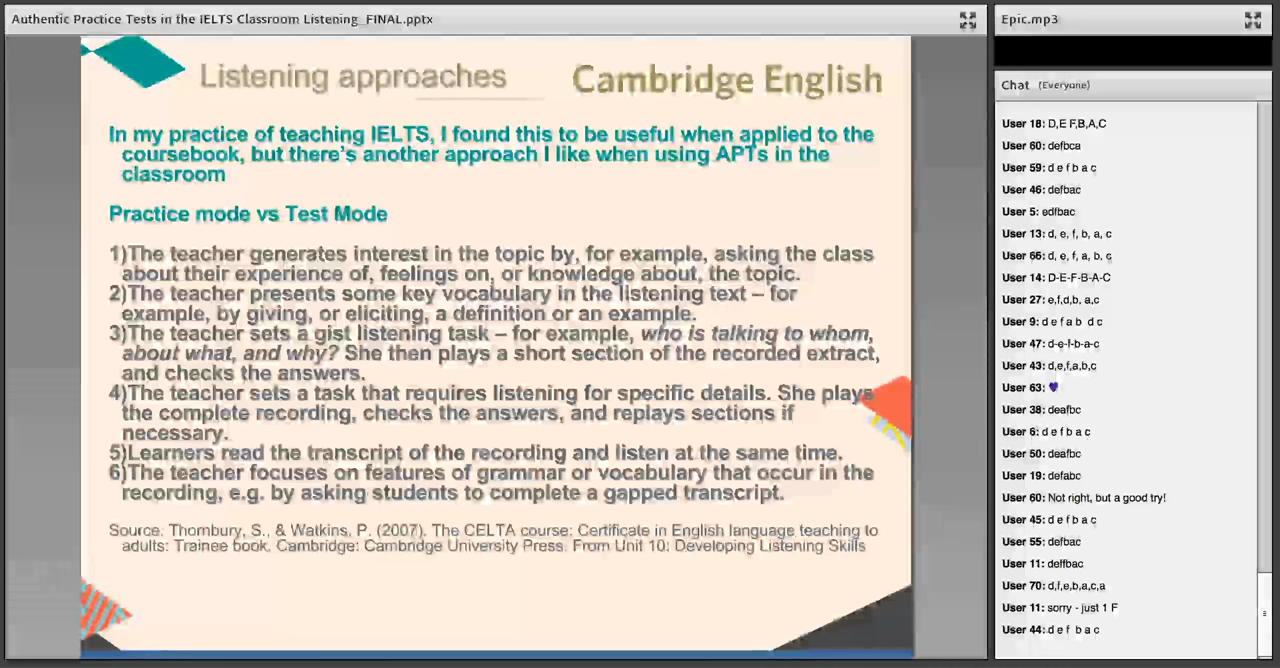 Authentic Practice Tests in the IELTS Classroom Listening_FINAL.pptx
Listening approaches
Cambridge English
In my practice of teaching IELTS, I found this to be useful when applied to the
coursebook, but there's another approach I like when using APTs in the
classroom
Practice mode vs Test Mode
1)The teacher generates interest in the topic by, for example, asking the class
about their experience of, feelings on, or knowledge about, the topic.
2)The teacher presents some key vocabulary in the listening text – for
example, by giving, or eliciting, a definition or an example.
3)The teacher sets a gist listening task – for example, who is talking to whom,
about what, and why? She then plays a short section of the recorded extract,
and checks the answers.
4)The teacher sets a task that requires listening for specific details. She plays
the complete recording, checks the answers, and replays sections if
necessary.
5)Learners read the transcript of the recording and listen at the same time.
6)The teacher focuses on features of grammar or vocabulary that occur in the
recording, e.g. by asking students to complete a gapped transcript.
Source: Thornbury, S., & Watkins, P. (2007). The CELTA course: Certificate in English language teaching to
adults: Trainee book. Cambridge: Cambridge University Press. From Unit 10: Developing Listening Skills
Epic.mp3
Chat (Everyone)
User 18: D,E F,B,A,C
User 60: defbca
User 59: d e f b a c
User 46: defbac
User 5: edfbac
User 13: d, e, f, b, a, c
User 65: d, e, f, a, b, c
User 14: D-E-F-B-A-C
User 27: e,f,d,b, a,c
User 9: d e f a b d c
User 47: d-e-f-b-a-c
User 43: d,e,f,a,b,c
User 63: 💜
User 38: deafbc
User 6: d e f b a c
User 50: deafbc
User 19: defabc
User 60: Not right, but a good try!
User 45: d e f b a c
User 55: defbac
User 11: deffbac
User 70: d,f,e,b,a,c,a
User 11: sorry - just 1 F
User 44: d e f b a c